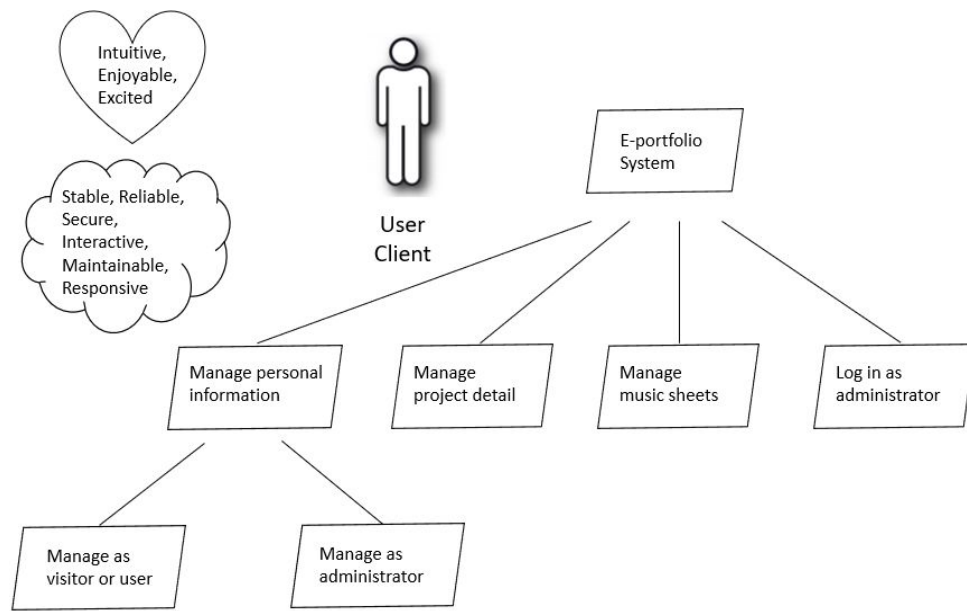 Intuitive,
Enjoyable,
Excited
Stable, Reliable,
Secure,
Interactive,
Maintainable,
Responsive
User
Client
E-portfolio
System
Manage personal
information
Manage
project detail
Manage
music sheets
Log in as
administrator
Manage as
visitor or user
Manage as
administrator